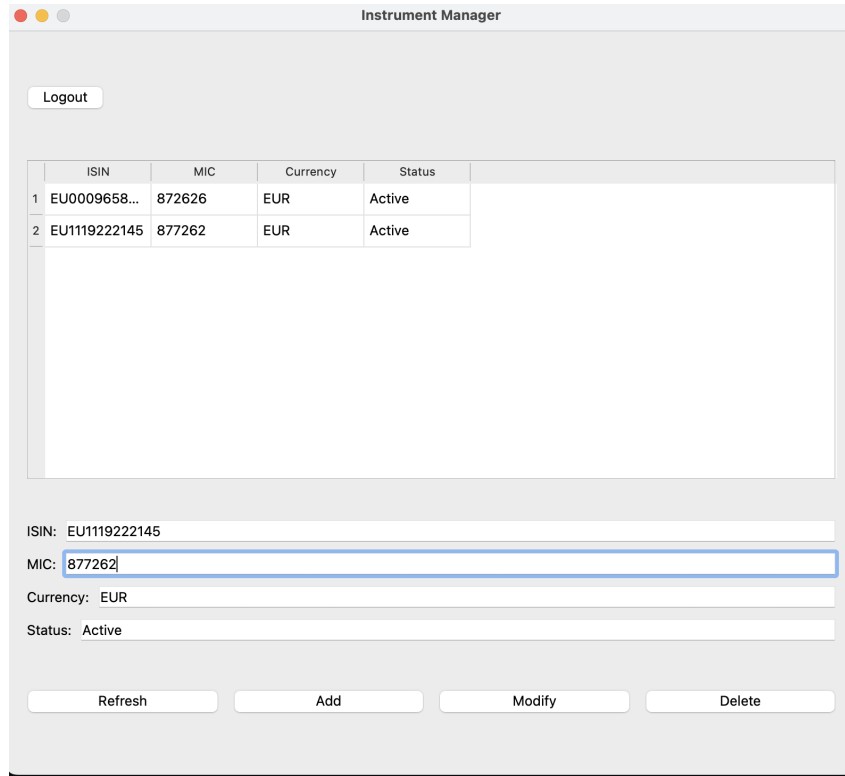 Instrument Manager
Logout
ISIN MIC Currency Status
1 EU0009658... 872626 EUR Active
2 EU1119222145 877262 EUR Active
ISIN: EU1119222145
MIC: 877262
Currency: EUR
Status: Active
Refresh Add Modify Delete